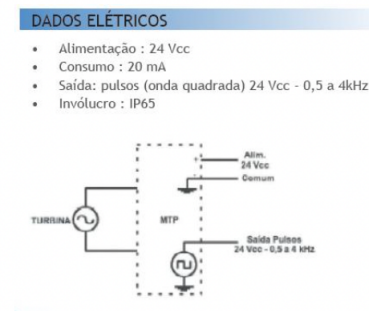 DADOS ELÉTRICOS
• Alimentação : 24 Vcc
• Consumo : 20 mA
• Saída: pulsos (onda quadrada) 24 Vcc - 0,5 a 4kHz
• Invólucro : IP65
Alim.
+ 24 Vcc
- Comum
TURBINA
MTP
Saída Pulsos
24 Vcc - 0,5 a 4 kHz